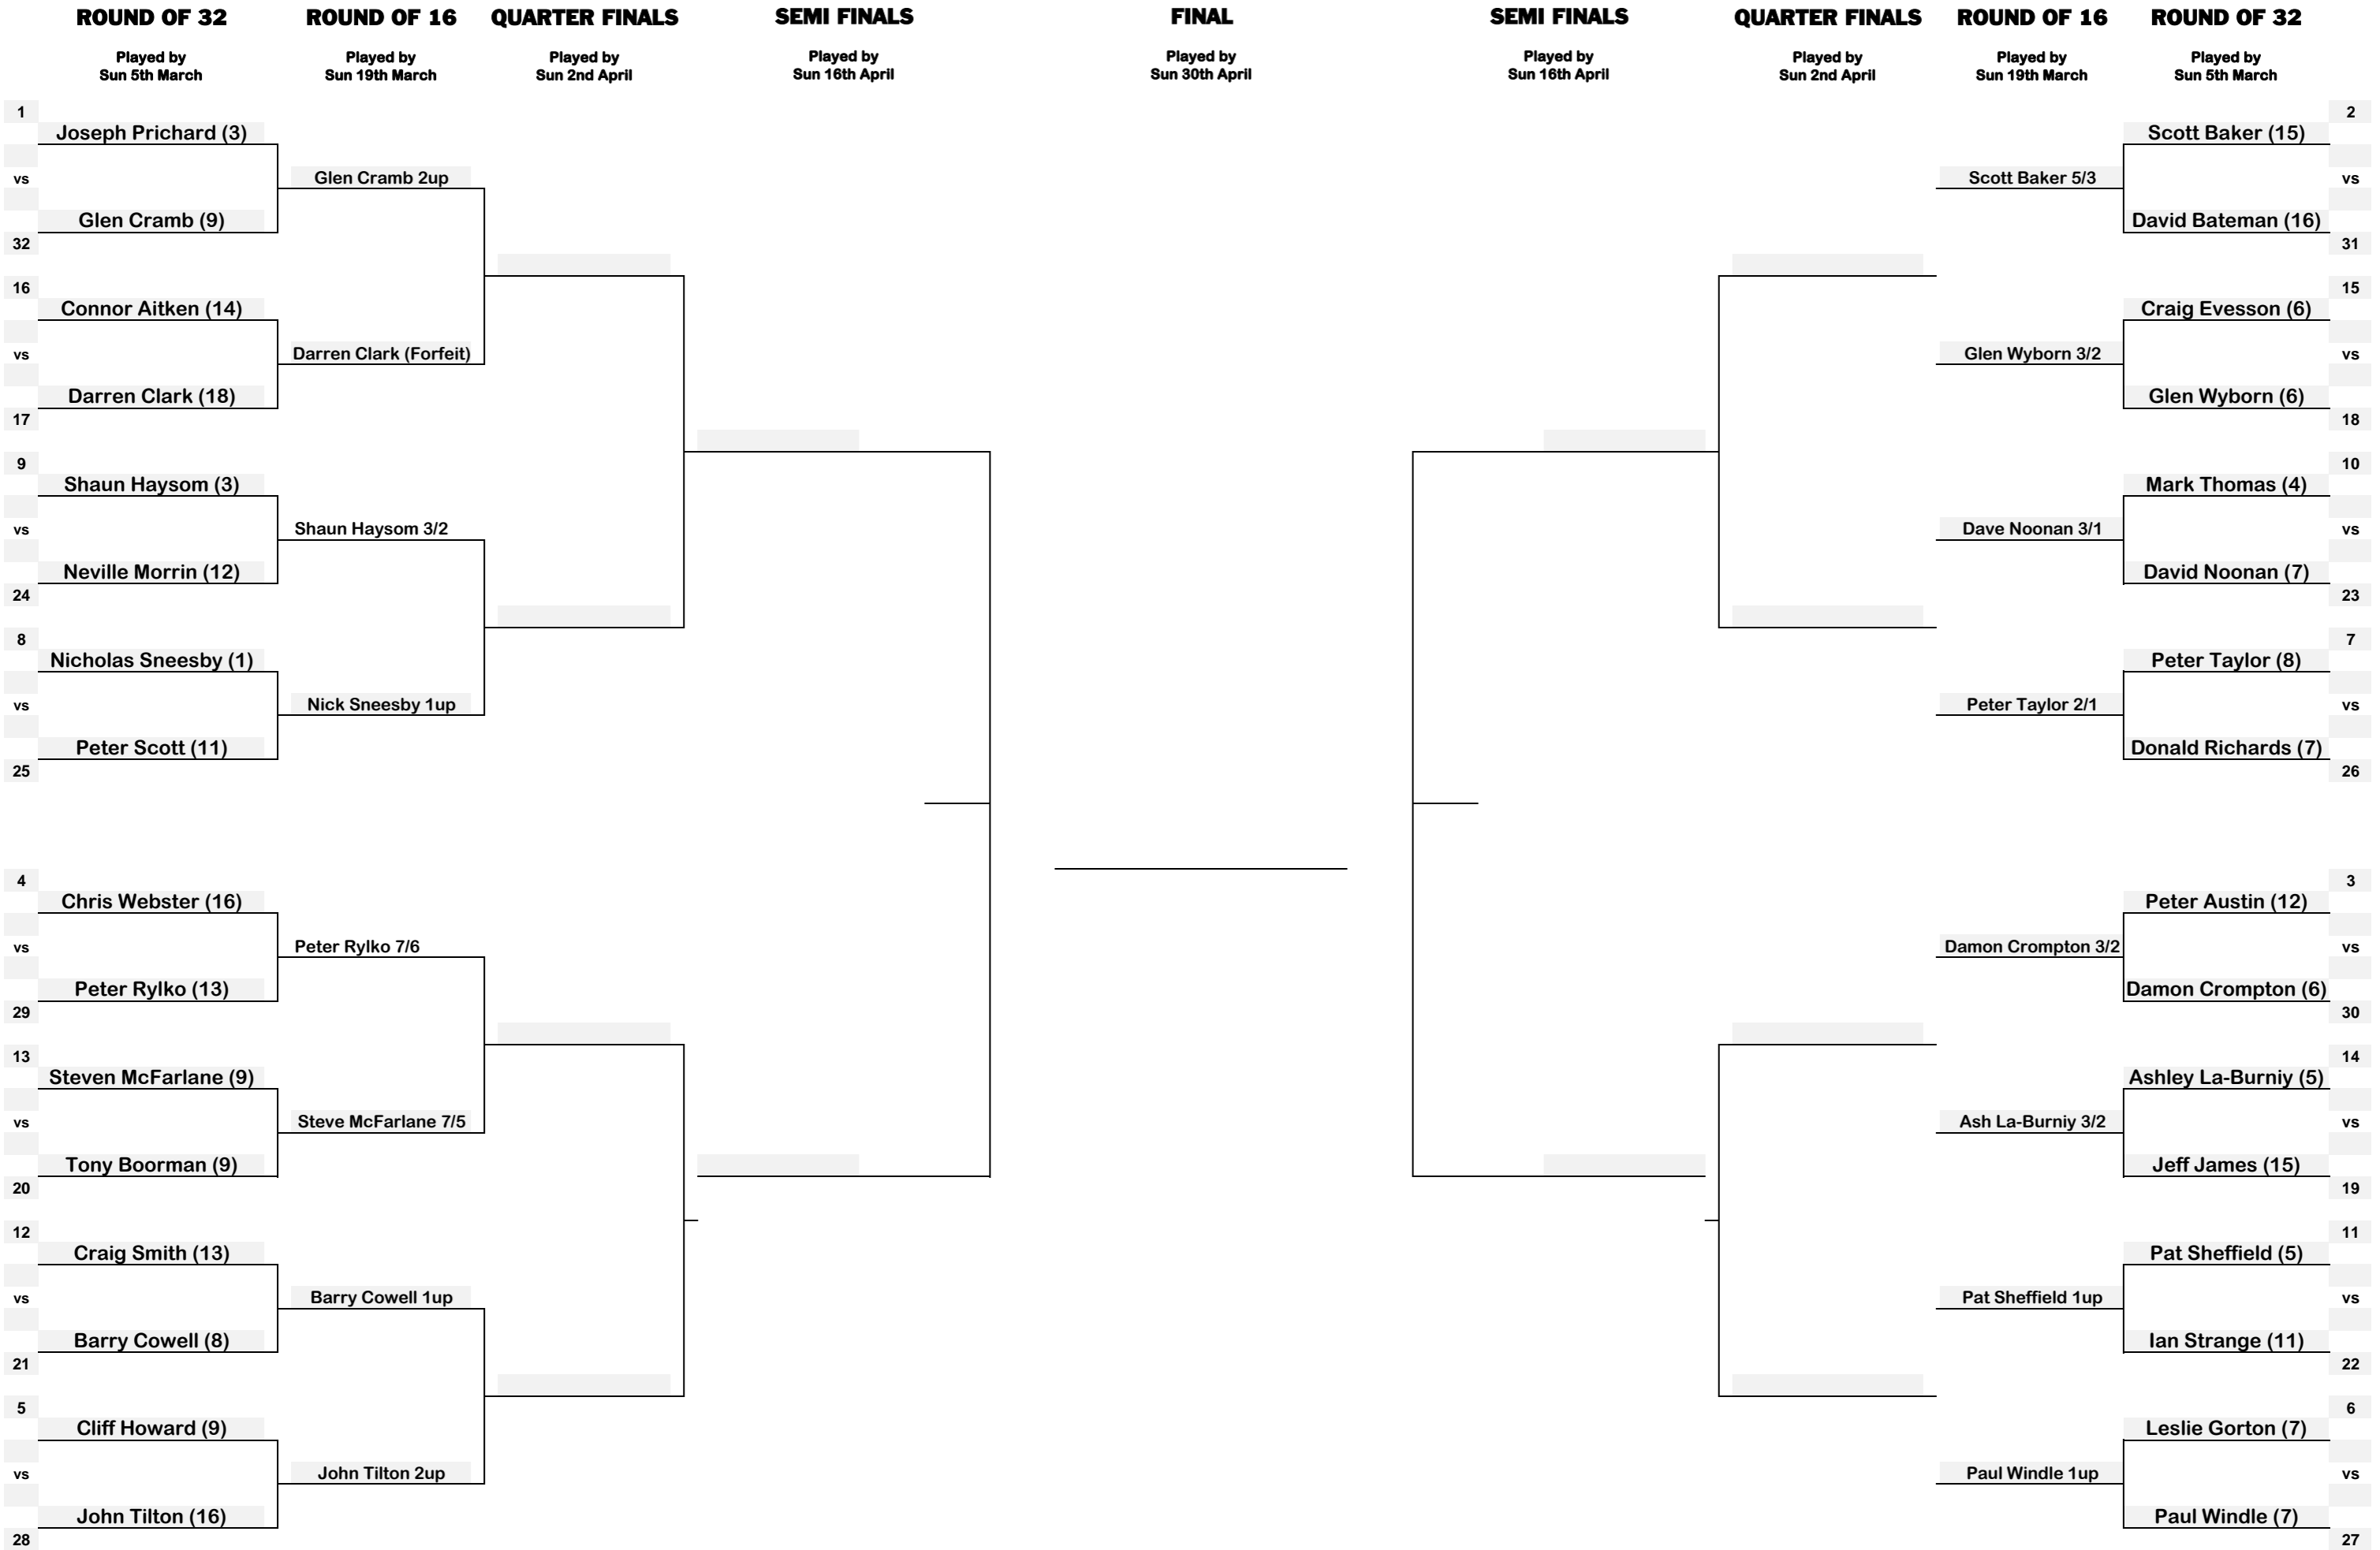 ROUND OF 32 ROUND OF 16 QUARTER FINALS SEMI FINALS FINAL SEMI FINALS QUARTER FINALS ROUND OF 16 ROUND OF 32
Played by Played by Played by Played by Played by Played by Played by Played by Played by
Sun 5th March Sun 19th March Sun 2nd April Sun 16th April Sun 30th April Sun 16th April Sun 2nd April Sun 19th March Sun 5th March
1 2
Joseph Prichard (3) Scott Baker (15)
vs Glen Cramb 2up Scott Baker 5/3 vs
Glen Cramb (9) David Bateman (16)
32 31
16 15
Connor Aitken (14) Craig Evesson (6)
vs Darren Clark (Forfeit) Glen Wyborn 3/2 vs
Darren Clark (18) Glen Wyborn (6)
17 18
9 10
Shaun Haysom (3) Mark Thomas (4)
vs Shaun Haysom 3/2 Dave Noonan 3/1 vs
Neville Morrin (12) David Noonan (7)
24 23
8 7
Nicholas Sneesby (1) Peter Taylor (8)
vs Nick Sneesby 1up Peter Taylor 2/1 vs
Peter Scott (11) Donald Richards (7)
25 26
4 3
Chris Webster (16) Peter Austin (12)
vs Peter Rylko 7/6 Damon Crompton 3/2 vs
Peter Rylko (13) Damon Crompton (6)
29 30
13 14
Steven McFarlane (9) Ashley La-Burniy (5)
vs Steve McFarlane 7/5 Ash La-Burniy 3/2 vs
Tony Boorman (9) Jeff James (15)
20 19
12 11
Craig Smith (13) Pat Sheffield (5)
vs Barry Cowell 1up Pat Sheffield 1up vs
Barry Cowell (8) Ian Strange (11)
21 22
5 6
Cliff Howard (9) Leslie Gorton (7)
vs John Tilton 2up Paul Windle 1up vs
John Tilton (16) Paul Windle (7)
28 27